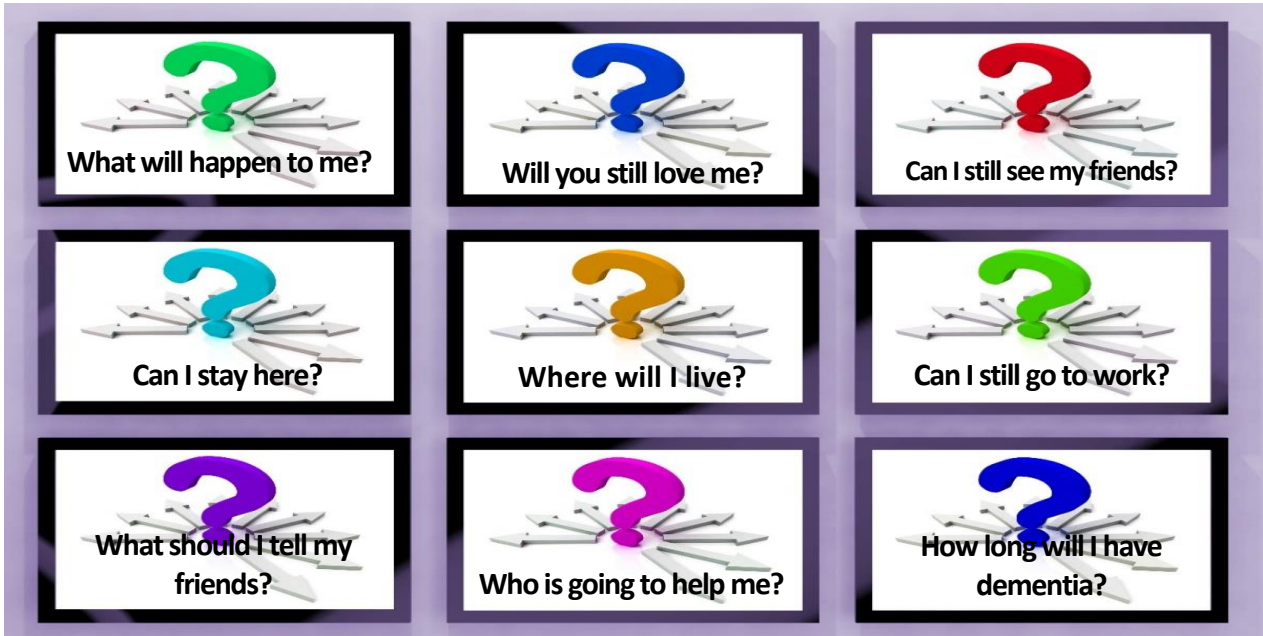 What will happen to me?
Will you still love me?
Can I still see my friends?
Can I stay here?
Where will I live?
Can I still go to work?
What should I tell my
friends?
Who is going to help me?
How long will I have
dementia?